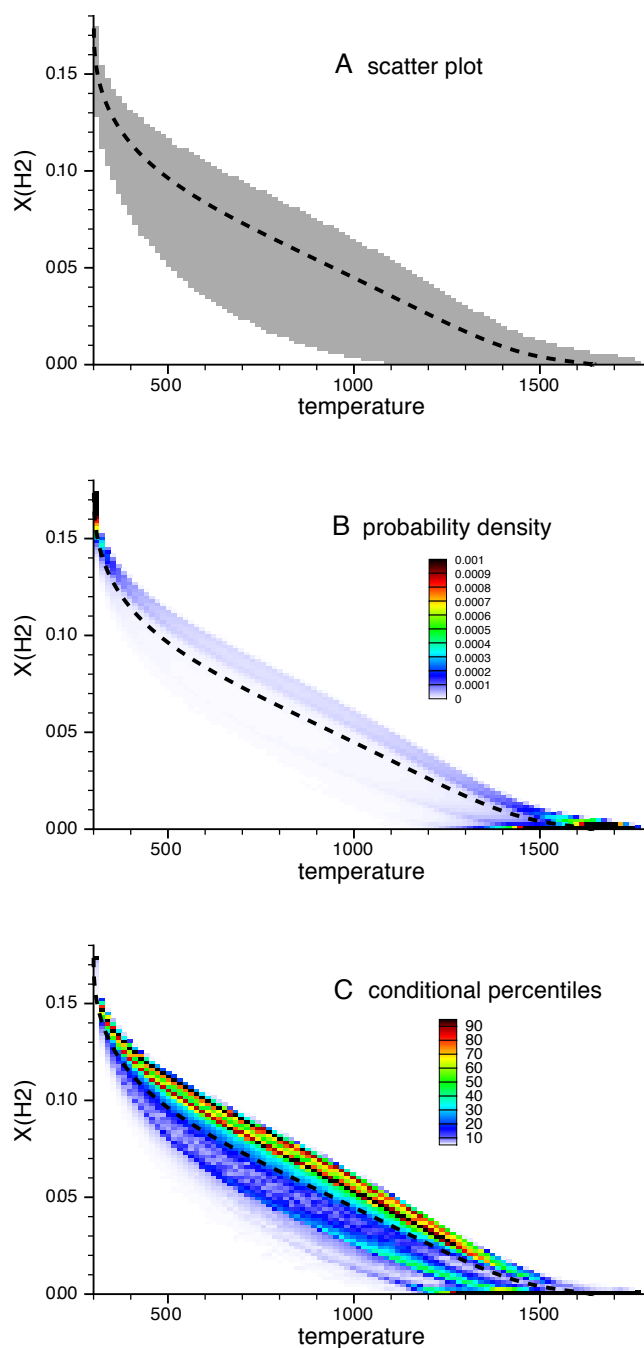 A scatter plot
0.15
0.10
0.05
0.00
X(H2)
500 1000 1500
temperature
B probability density
0.001
0.0009
0.0008
0.0007
0.0006
0.0005
0.0004
0.0003
0.0002
0.0001
0
0.15
0.10
0.05
0.00
X(H2)
500 1000 1500
temperature
C conditional percentiles
90
80
70
60
50
40
30
20
10
0.15
0.10
0.05
0.00
X(H2)
500 1000 1500
temperature